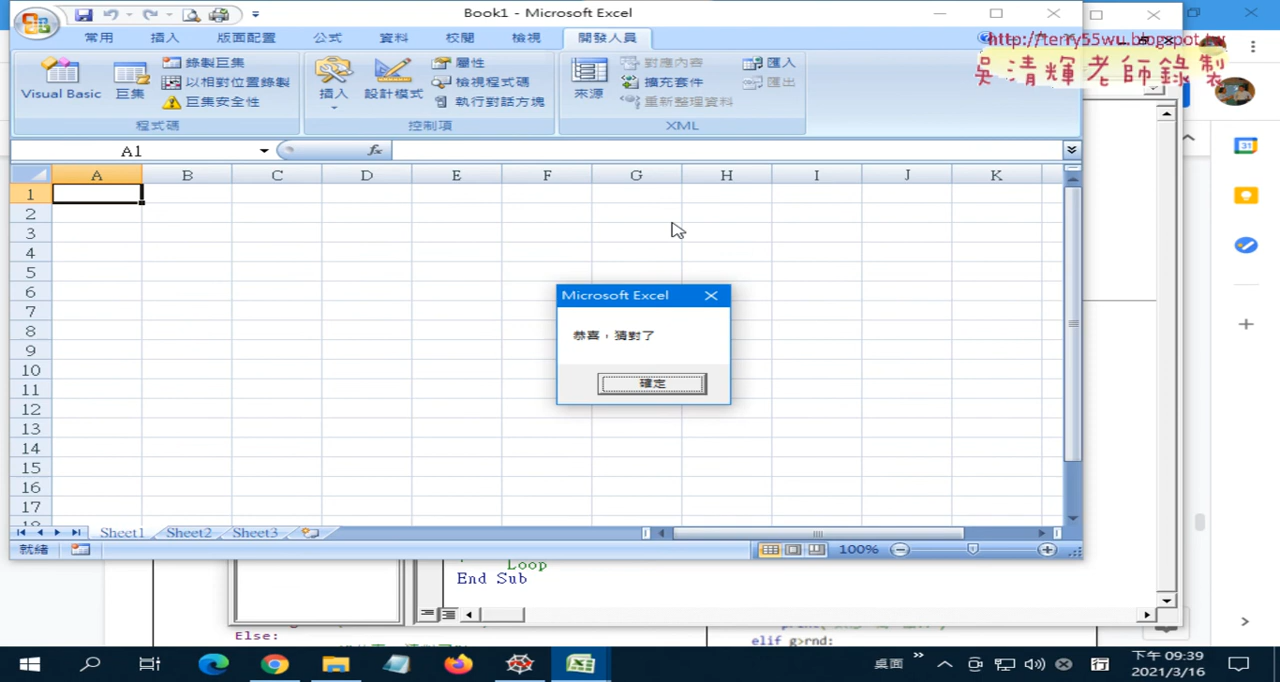 Book1 - Microsoft Excel
http://terry55wu.blogspot.tw
吳清輝老師錄製
常用 插入 版面配置 公式 資料 校閱 檢視 開發人員
Visual Basic 巨集 錄製巨集 以相對位置錄製 巨集安全性
插入 設計模式 屬性 檢視程式碼 執行對話方塊
來源 對應內容 擴充套件 重新整理資料 匯入 匯出
程式碼 控制項 XML
A1 fx
A B C D E F G H I J K
1
2
3
4
5
6
7
8
9
10
11
12
13
14
15
16
17
Microsoft Excel
恭喜，猜對了
確定
Sheet1 Sheet2 Sheet3
就緒 100%
Loop
End Sub
Else:
elif g>rnd:
31
桌面
行
下午 09:39
2021/3/16